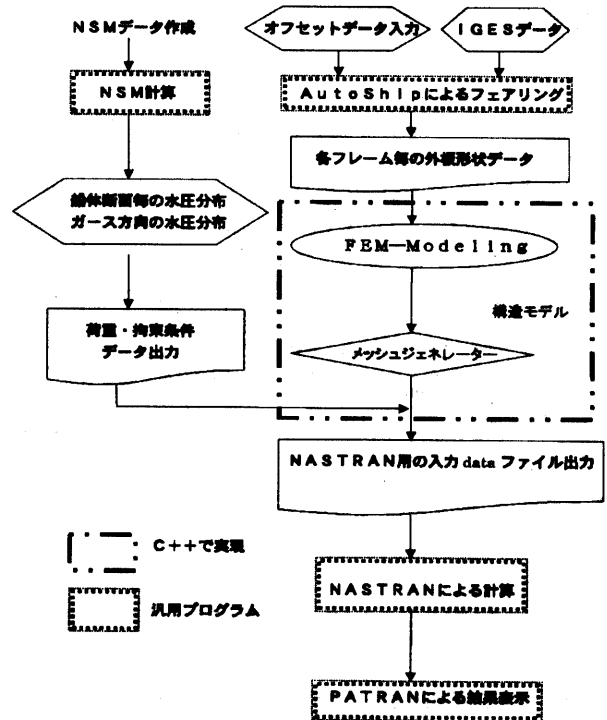 NSMデータ作成
オフセットデータ入力
IGESデータ
NSM計算
AutoShipによるフェアリング
各フレーム毎の外板形状データ
船体断面毎の水圧分布
ガース方向の水圧分布
FEM―Modeling
構造モデル
荷重・拘束条件
データ出力
メッシュジェネレーター
NASTRAN用の入力 data ファイル出力
C++で実現
NASTRANによる計算
汎用プログラム
PATRANによる結果表示